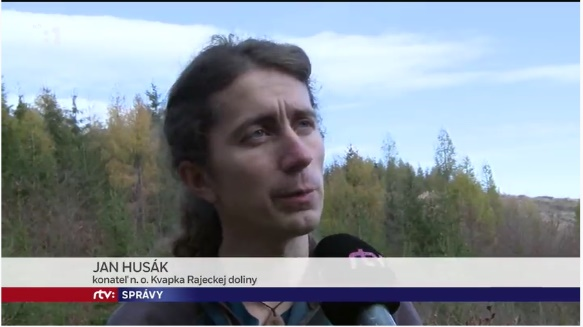 JAN HUSÁK
konateľ n. o. Kvapka Rajeckej doliny
rtv: SPRÁVY